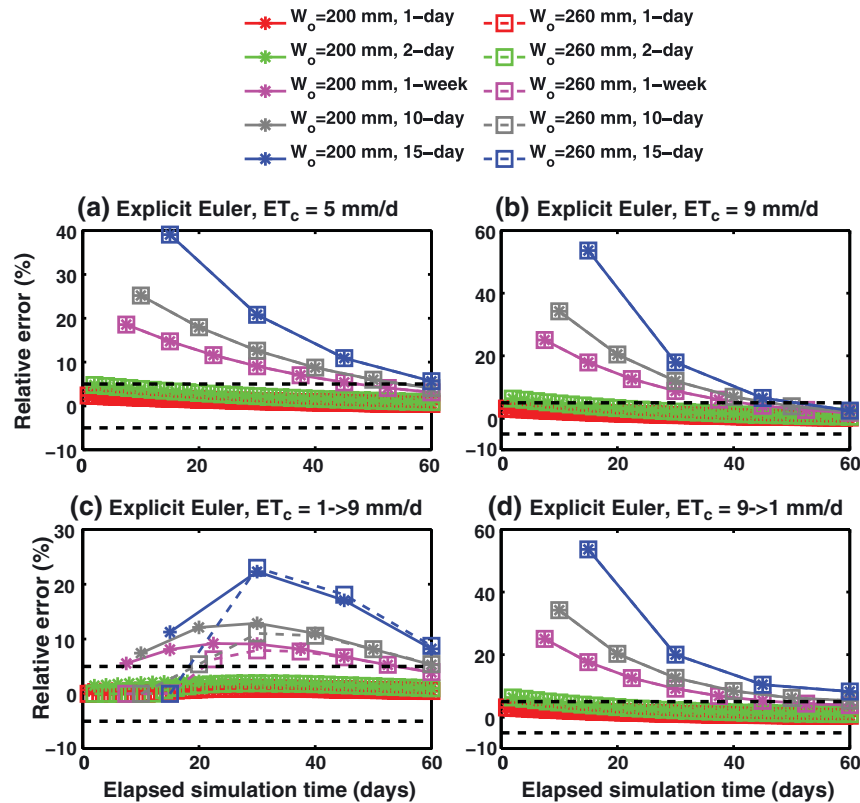 W_o=200 mm, 1-day
W_o=260 mm, 1-day
W_o=200 mm, 2-day
W_o=260 mm, 2-day
W_o=200 mm, 1-week
W_o=260 mm, 1-week
W_o=200 mm, 10-day
W_o=260 mm, 10-day
W_o=200 mm, 15-day
W_o=260 mm, 15-day
(a) Explicit Euler, ET_c = 5 mm/d
40
30
20
10
0
-10
Relative error (%)
0
20
40
60
(b) Explicit Euler, ET_c = 9 mm/d
60
40
20
0
-10
0
20
40
60
(c) Explicit Euler, ET_c = 1->9 mm/d
30
20
10
0
-10
Relative error (%)
0
20
40
60
Elapsed simulation time (days)
(d) Explicit Euler, ET_c = 9->1 mm/d
60
40
20
0
-10
0
20
40
60
Elapsed simulation time (days)